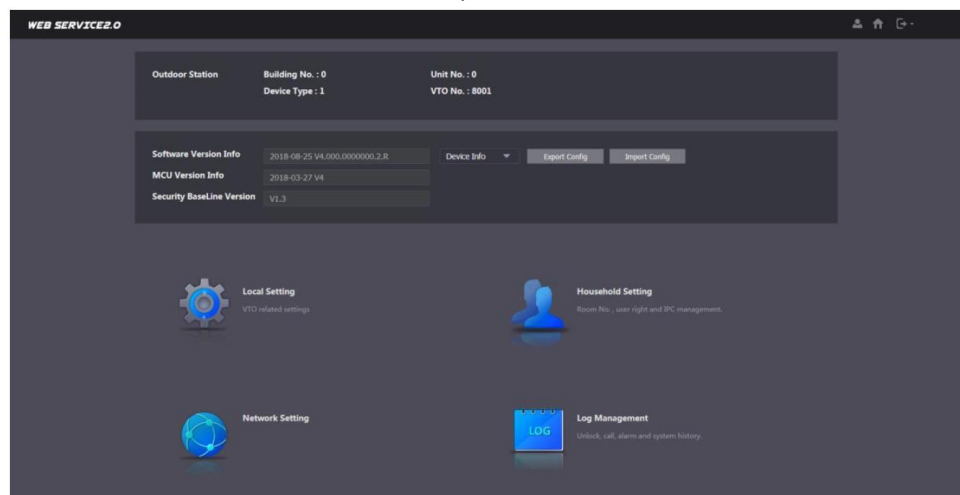 WEB SERVICE2.0
Outdoor Station Building No. : 0 Unit No. : 0
Device Type : 1 VTO No. : 8001
Software Version Info 2018-08-25 V4.000.0000000.2.R Device Info Export Config Import Config
MCU Version Info 2018-03-27 V4
Security BaseLine Version V1.3
Local Setting Household Setting
VTO related settings Room No. , user right and IPC management.
Network Setting LOG Log Management
Unlock, call, alarm and system history.